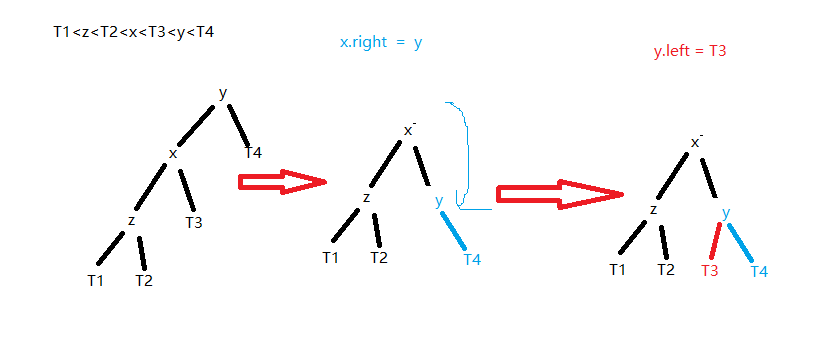 T1<z<T2<x<T3<y<T4
x.right = y
y.left = T3
y
x
T4
z
T3
T1
T2
x
z
y
T1
T2
T4
x
z
y
T1
T2
T3
T4